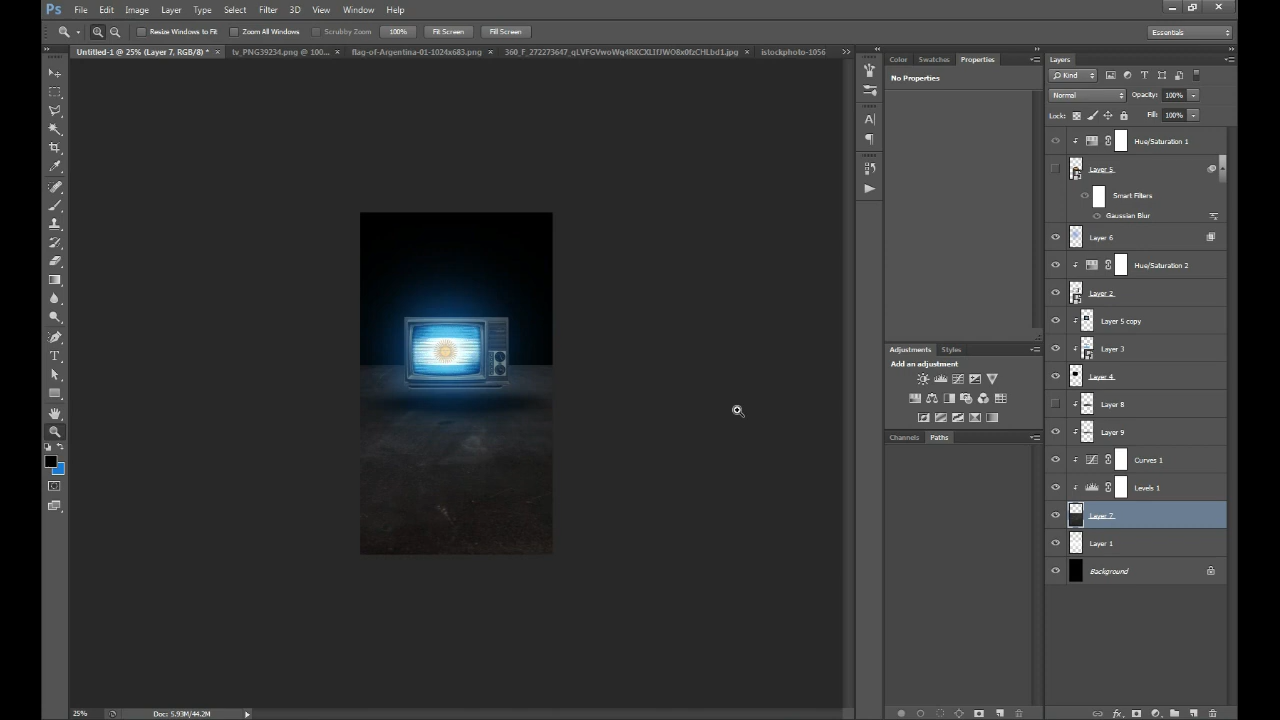 Ps File Edit Image Layer Type Select Filter 3D View Window Help
Resize Windows to Fit Zoom All Windows Scrubby Zoom 100% Fit Screen Fill Screen Essentials
Untitled-1 @ 25% (Layer 7, RGB/8) * × tv_PNG39234.png @ 100... × flag-of-Argentina-01-1024x683.png × istockphoto-1056
Color Swatches Properties
No Properties
Adjustments Styles
Add an adjustment
Channels Paths
Layers
Kind
Normal Opacity: 100%
Lock: Fill: 100%
Hue/Saturation 1
Layer 5
Smart Filters
Gaussian Blur
Layer 6
Hue/Saturation 2
Layer 2
Layer 5 copy
Layer 3
Layer 4
Layer 8
Layer 9
Curves 1
Levels 1
Layer 7
Layer 1
Background
25% Doc: 5.93M/44.2M